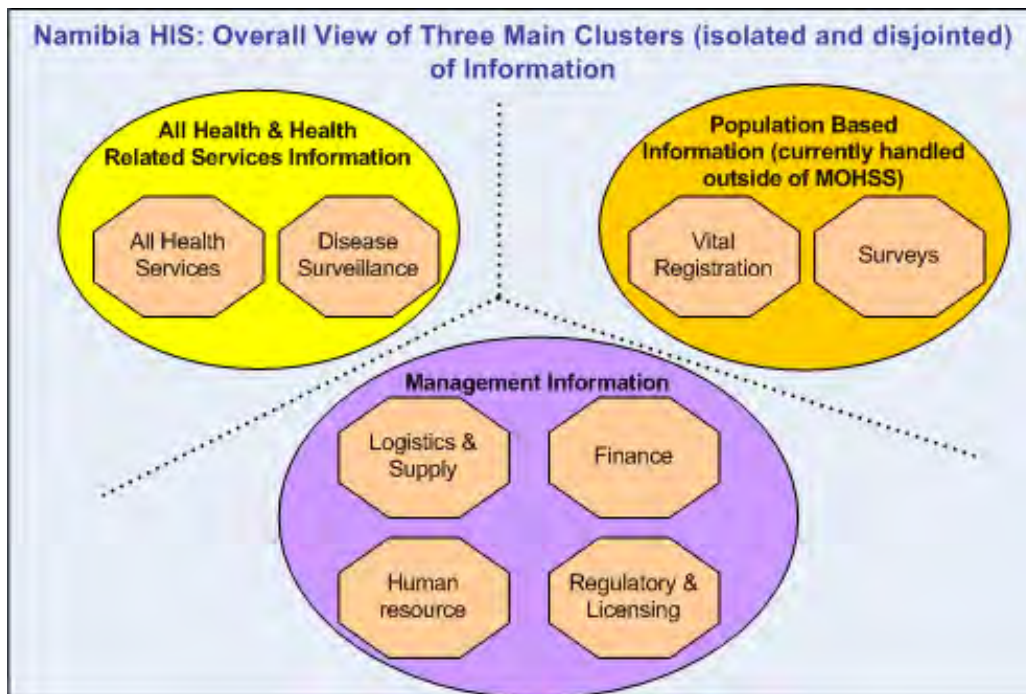 Namibia HIS: Overall View of Three Main Clusters (isolated and disjointed)
of Information
All Health & Health
Related Services Information
All Health
Services
Disease
Surveillance
Population Based
Information (currently handled
outside of MOHSS)
Vital
Registration
Surveys
Management Information
Logistics &
Supply
Finance
Human
resource
Regulatory &
Licensing